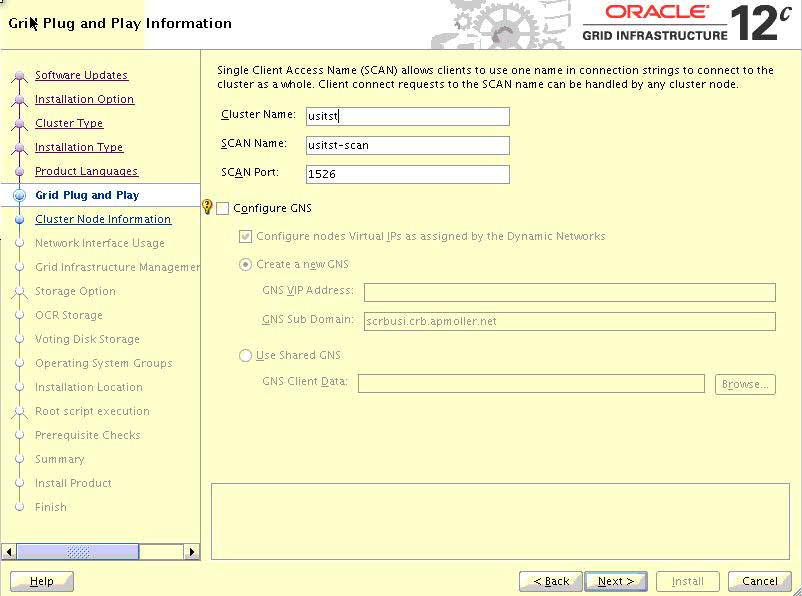 Grid Plug and Play Information
ORACLE®
GRID INFRASTRUCTURE 12c
Software Updates
Installation Option
Cluster Type
Installation Type
Product Languages
Grid Plug and Play
Cluster Node Information
Network Interface Usage
Grid Infrastructure Managemer
Storage Option
OCR Storage
Voting Disk Storage
Operating System Groups
Installation Location
Root script execution
Prerequisite Checks
Summary
Install Product
Finish
Single Client Access Name (SCAN) allows clients to use one name in connection strings to connect to the
cluster as a whole. Client connect requests to the SCAN name can be handled by any cluster node.
Cluster Name: usitst
SCAN Name: usitst-scan
SCAN Port: 1526
Configure GNS
Configure nodes Virtual IPs as assigned by the Dynamic Networks
Create a new GNS
GNS VIP Address:
GNS Sub Domain: scrbusi.crb.apmoller.net
Use Shared GNS
GNS Client Data: Browse...
Help < Back Next > Install Cancel